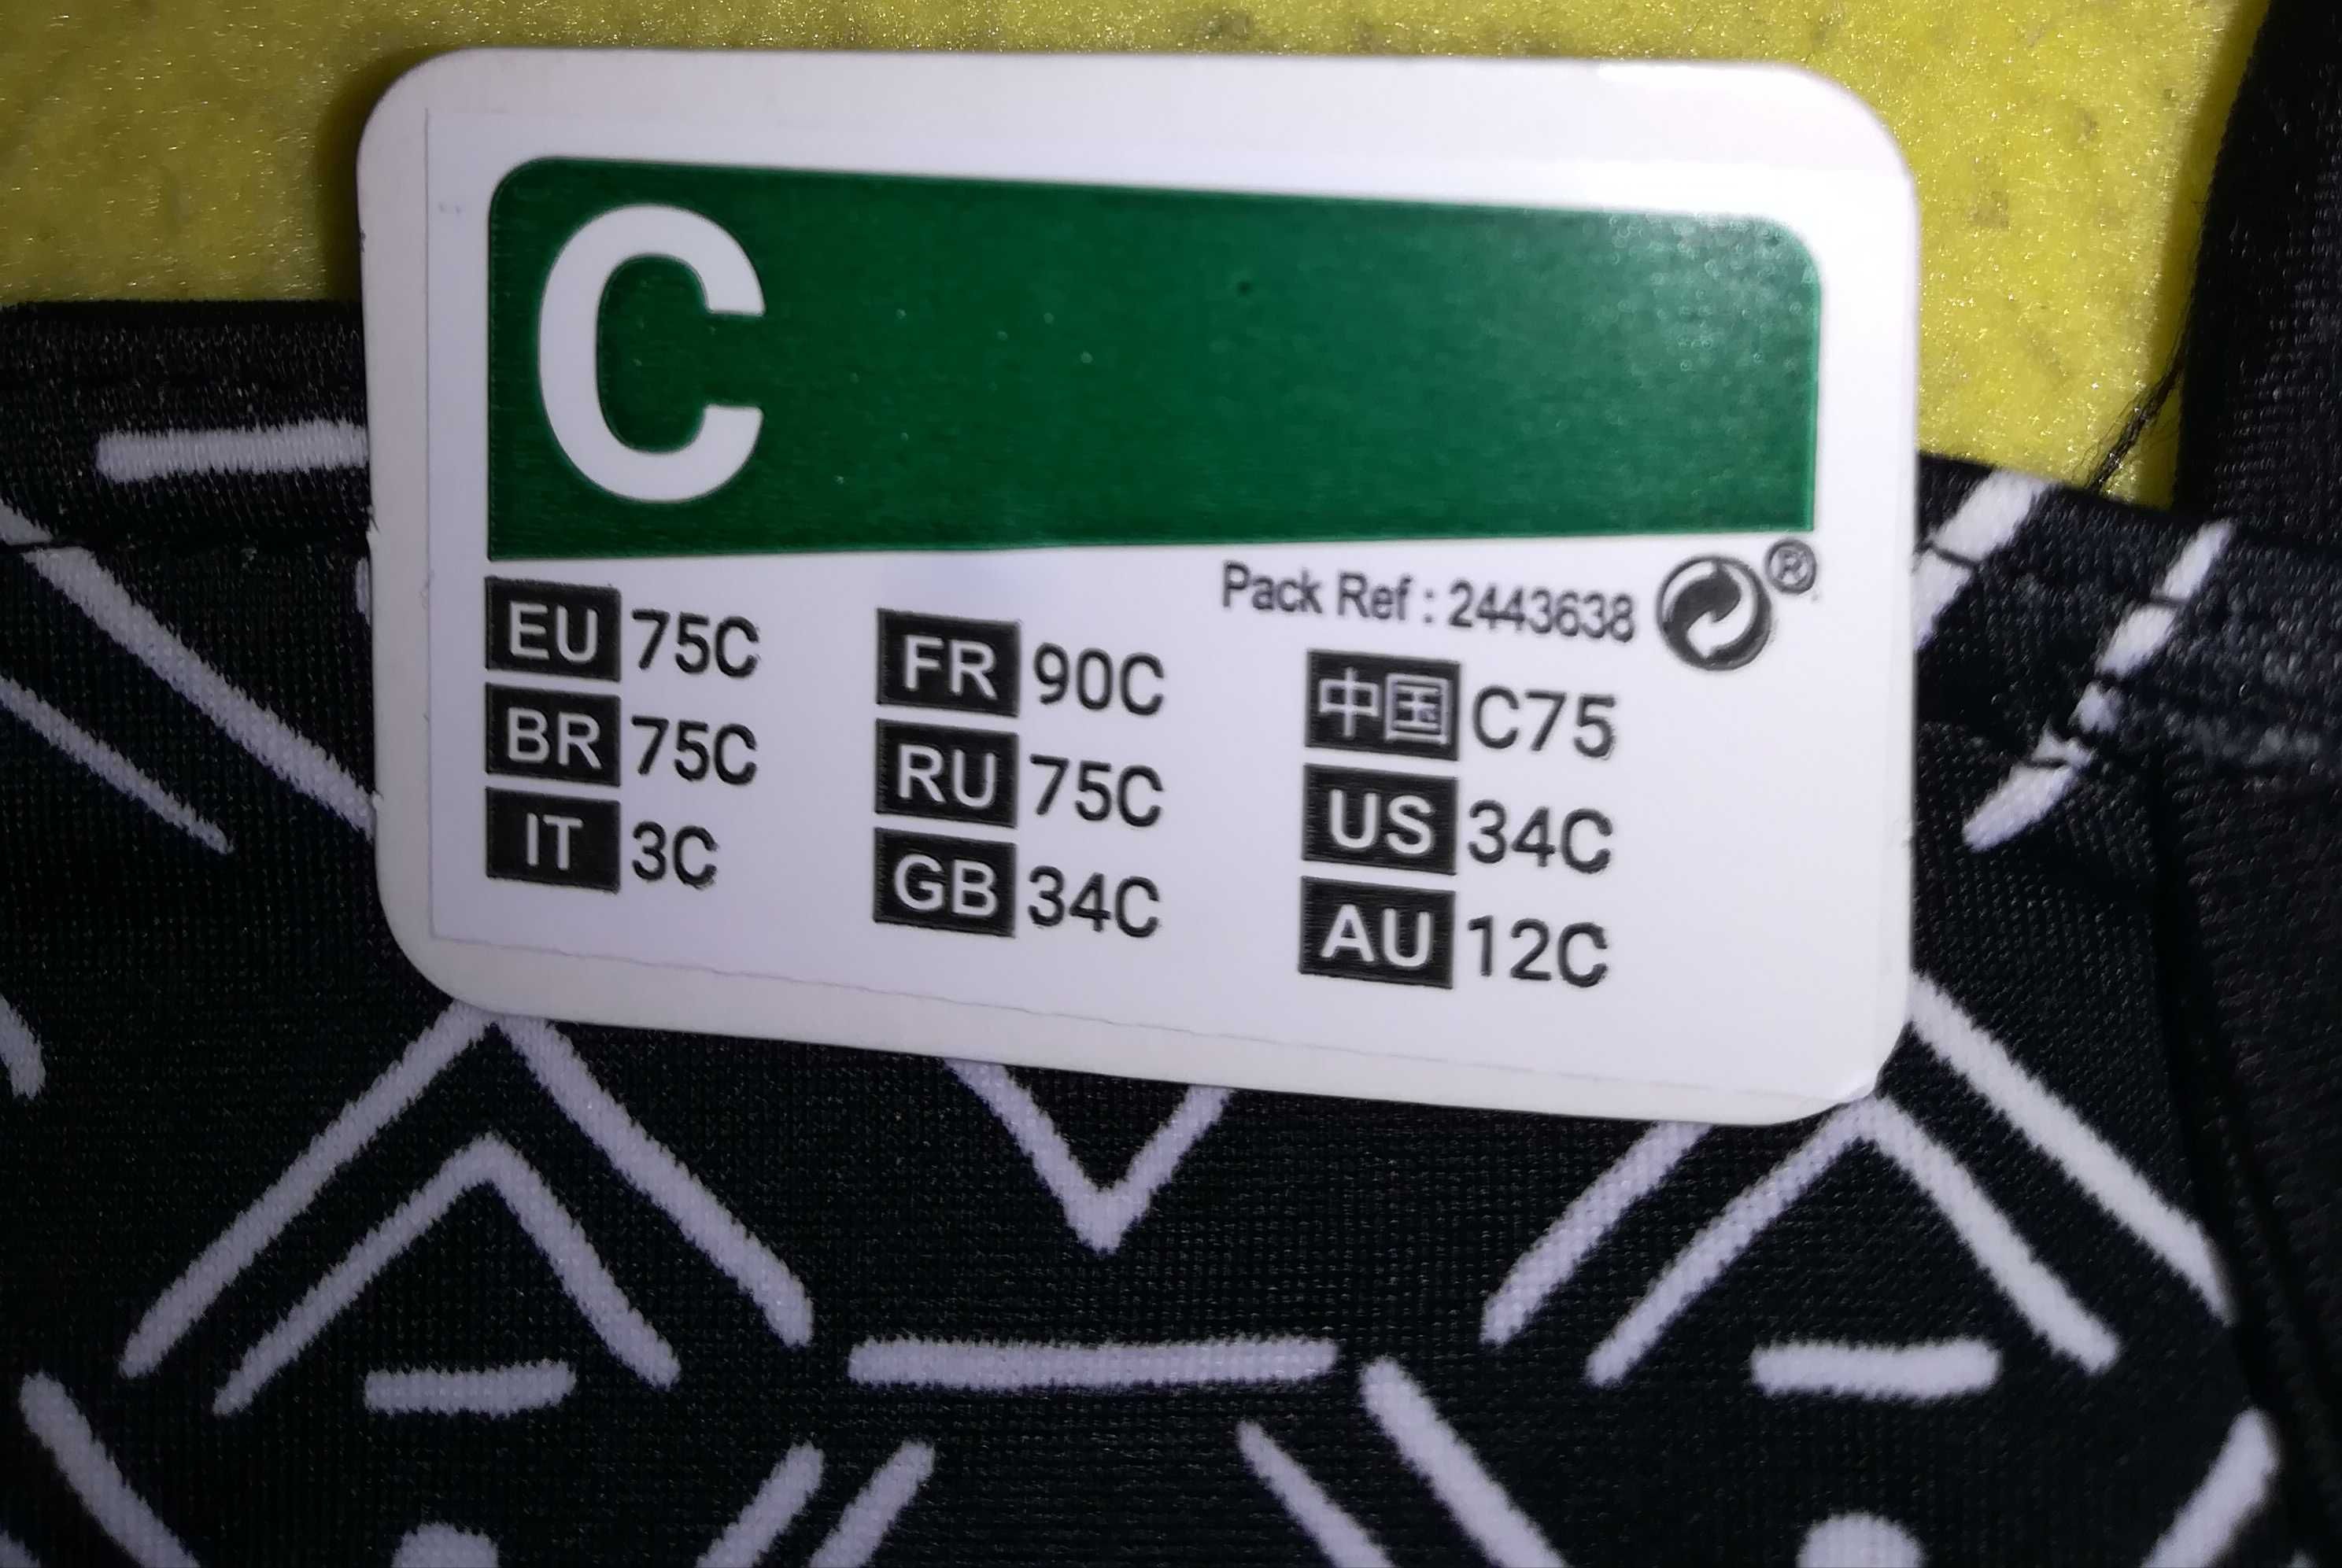 C
Pack Ref : 2443638 ®
EU 75C FR 90C 中国 C75
BR 75C RU 75C US 34C
IT 3C GB 34C AU 12C